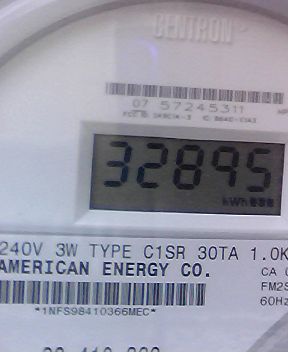 CENTRON
07 57245311
32895
kWh
240V 3W TYPE C1SR 30TA 1.0K
AMERICAN ENERGY CO.
CA
FM2S
60Hz
*1NFS98410366MEC*